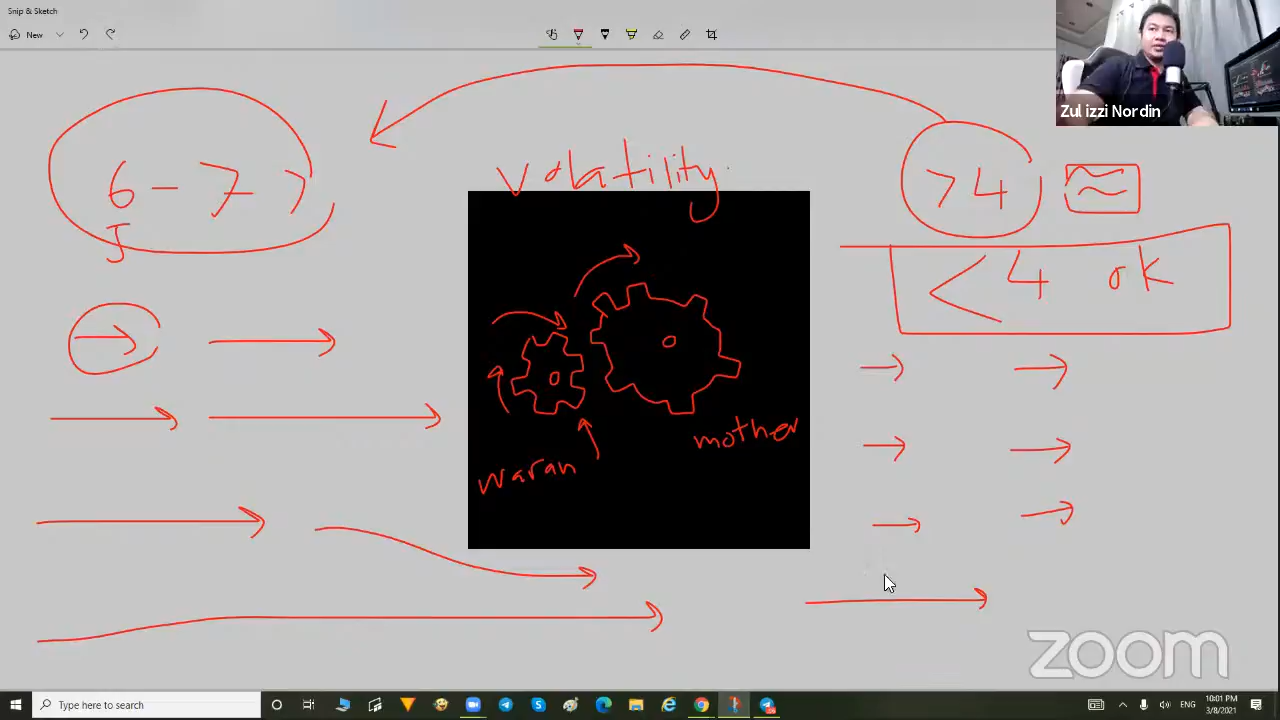 Snip & Sketch
New
Zul izzi Nordin
6 - 7
volatility
>4 ≈
<4 ok
mother
waran
zoom
Type here to search
ENG
10:01 PM
3/8/2021